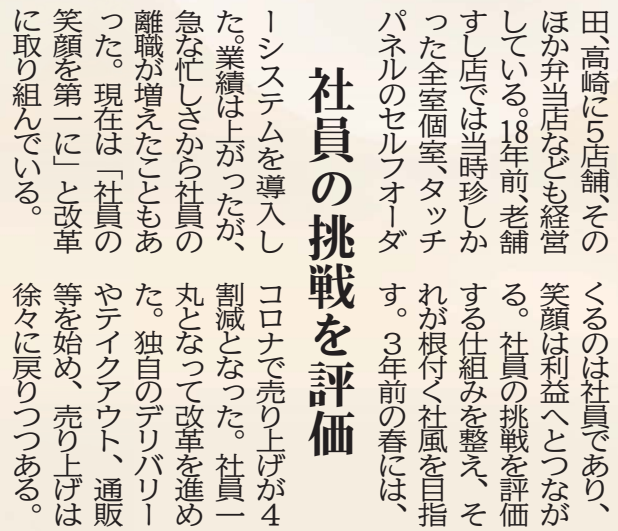 田、高崎に5店舗、その
ほか弁当店なども経営
している。18年前、老舗
すし店では当時珍しか
った全室個室、タッチ
パネルのセルフオーダ
ーシステムを導入し
た。業績は上がったが、
急な忙しさから社員の
離職が増えたこともあ
った。現在は「社員の
笑顔を第一に」と改革
に取り組んでいる。
社員の挑戦を評価
くるのは社員であり、
笑顔は利益へとつなが
る。社員の挑戦を評価
する仕組みを整え、そ
れが根付く社風を目指
す。3年前の春には、
コロナで売り上げが4
割減となった。社員一
丸となって改革を進め
た。独自のデリバリー
やテイクアウト、通販
等を始め、売り上げは
徐々に戻りつつある。